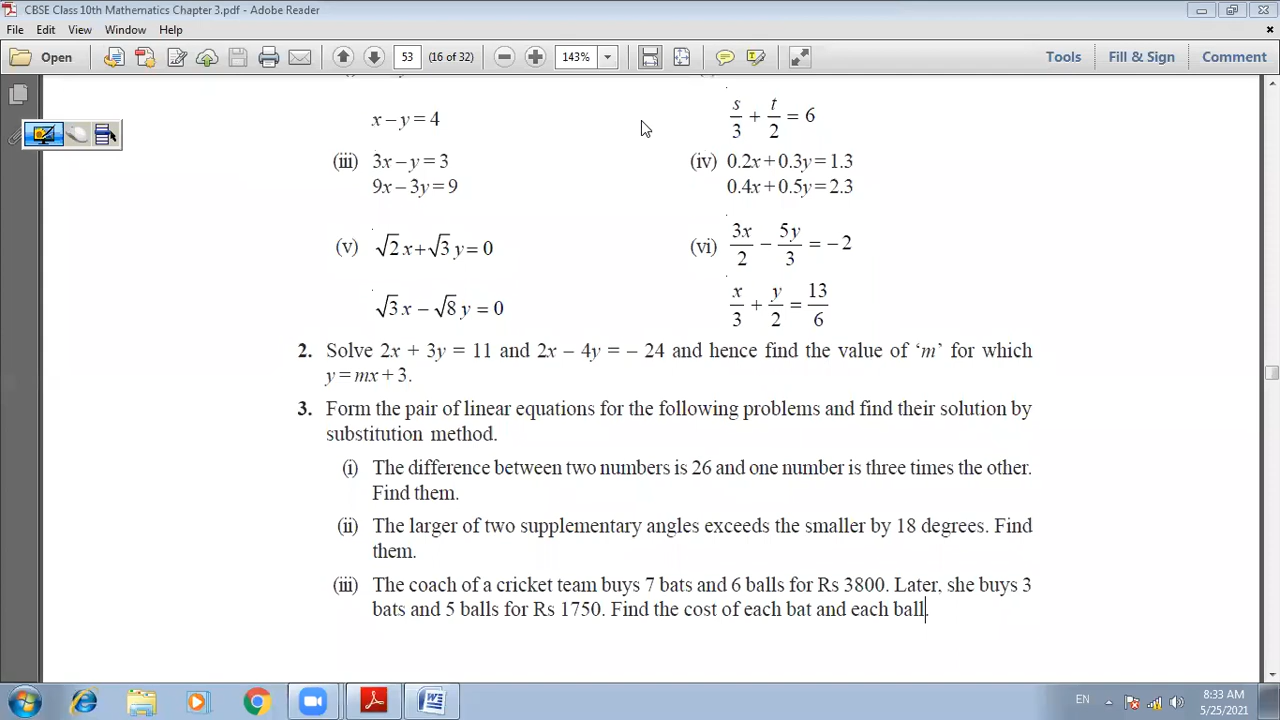 CBSE Class 10th Mathematics Chapter 3.pdf - Adobe Reader
File Edit View Window Help
Open 53 (16 of 32) 143% Tools Fill & Sign Comment
x – y = 4
s/3 + t/2 = 6
(iii) 3x – y = 3
9x – 3y = 9
(iv) 0.2x + 0.3y = 1.3
0.4x + 0.5y = 2.3
(v) √2 x + √3 y = 0
√3 x – √8 y = 0
(vi) 3x/2 – 5y/3 = – 2
x/3 + y/2 = 13/6
2. Solve 2x + 3y = 11 and 2x – 4y = – 24 and hence find the value of ‘m’ for which
y = mx + 3.
3. Form the pair of linear equations for the following problems and find their solution by
substitution method.
(i) The difference between two numbers is 26 and one number is three times the other.
Find them.
(ii) The larger of two supplementary angles exceeds the smaller by 18 degrees. Find
them.
(iii) The coach of a cricket team buys 7 bats and 6 balls for Rs 3800. Later, she buys 3
bats and 5 balls for Rs 1750. Find the cost of each bat and each ball.
EN 8:33 AM
5/25/2021